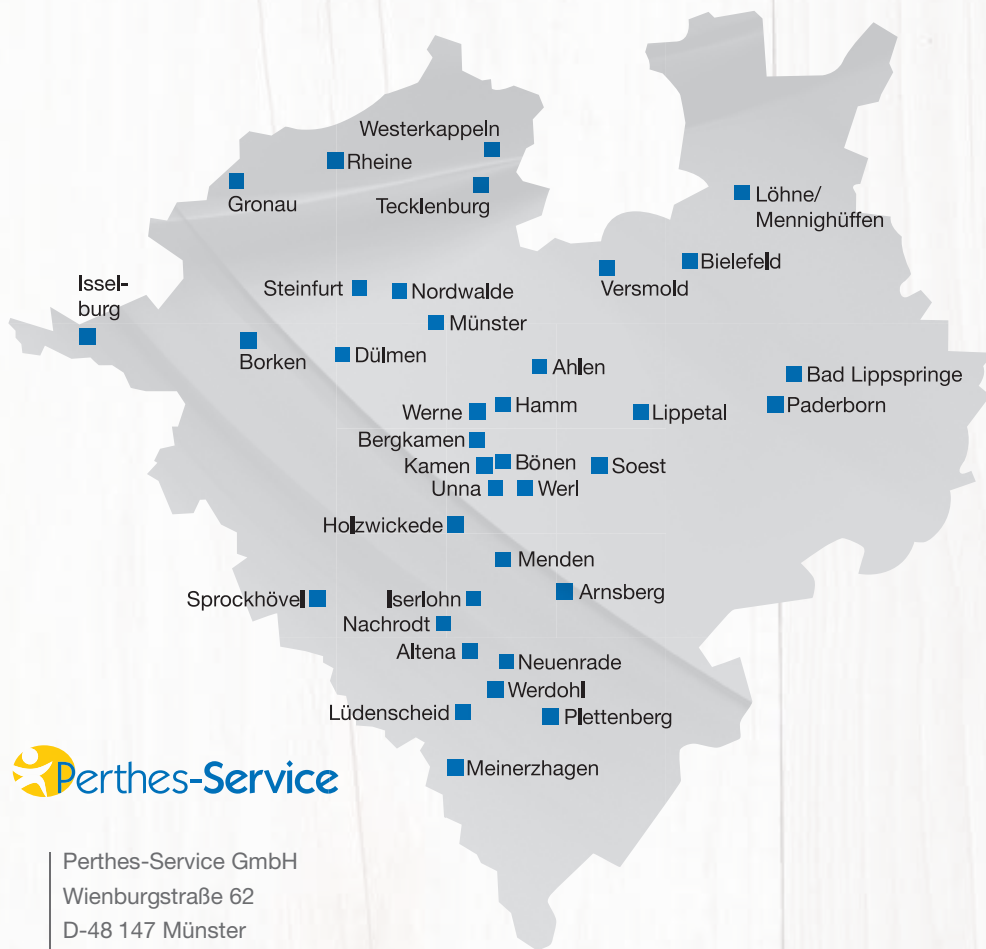 Westerkappeln
Rheine
Gronau
Tecklenburg
Löhne/
Mennighüffen
Bielefeld
Versmold
Issel-
burg
Steinfurt
Nordwalde
Münster
Borken
Dülmen
Ahlen
Bad Lippspringe
Paderborn
Werne
Hamm
Lippetal
Bergkamen
Kamen
Bönen
Soest
Unna
Werl
Holzwickede
Menden
Arnsberg
Sprockhövel
Iserlohn
Nachrodt
Altena
Neuenrade
Werdohl
Lüdenscheid
Plettenberg
Meinerzhagen
Perthes-Service
Perthes-Service GmbH
Wienburgstraße 62
D-48 147 Münster